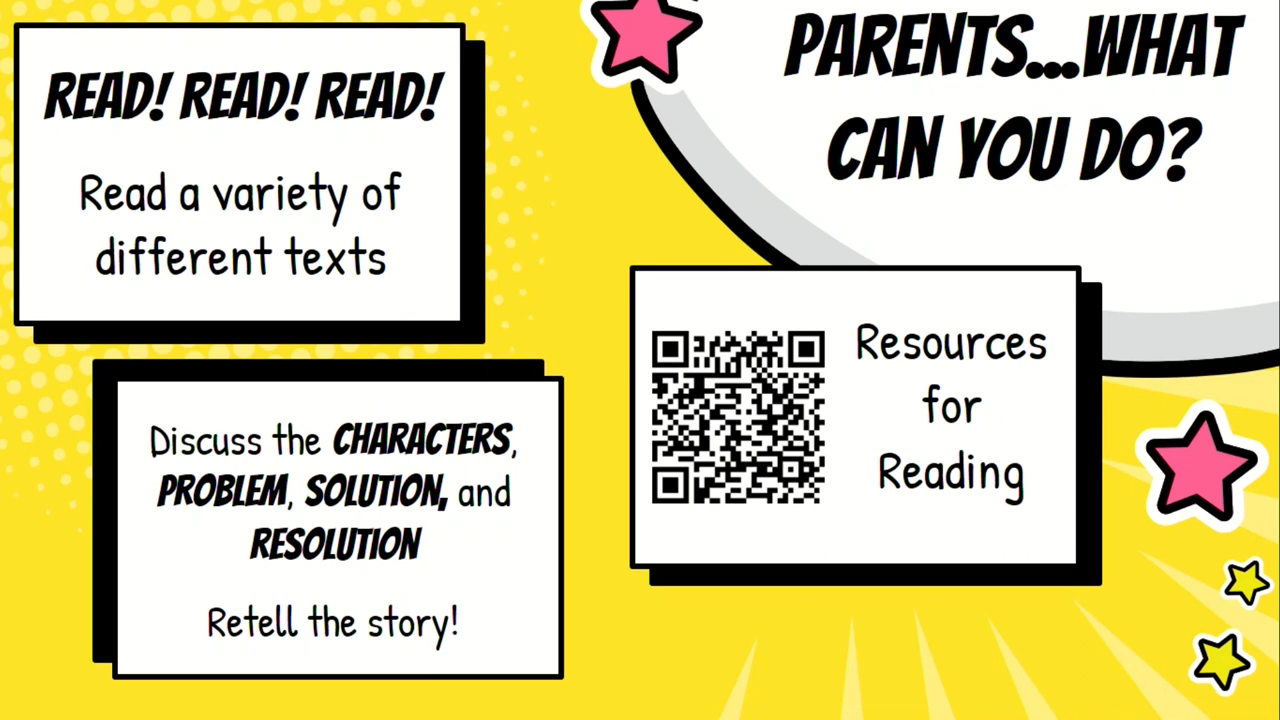 PARENTS...WHAT
CAN YOU DO?
READ! READ! READ!
Read a variety of
different texts
Discuss the CHARACTERS,
PROBLEM, SOLUTION, and
RESOLUTION
Retell the story!
Resources
for
Reading